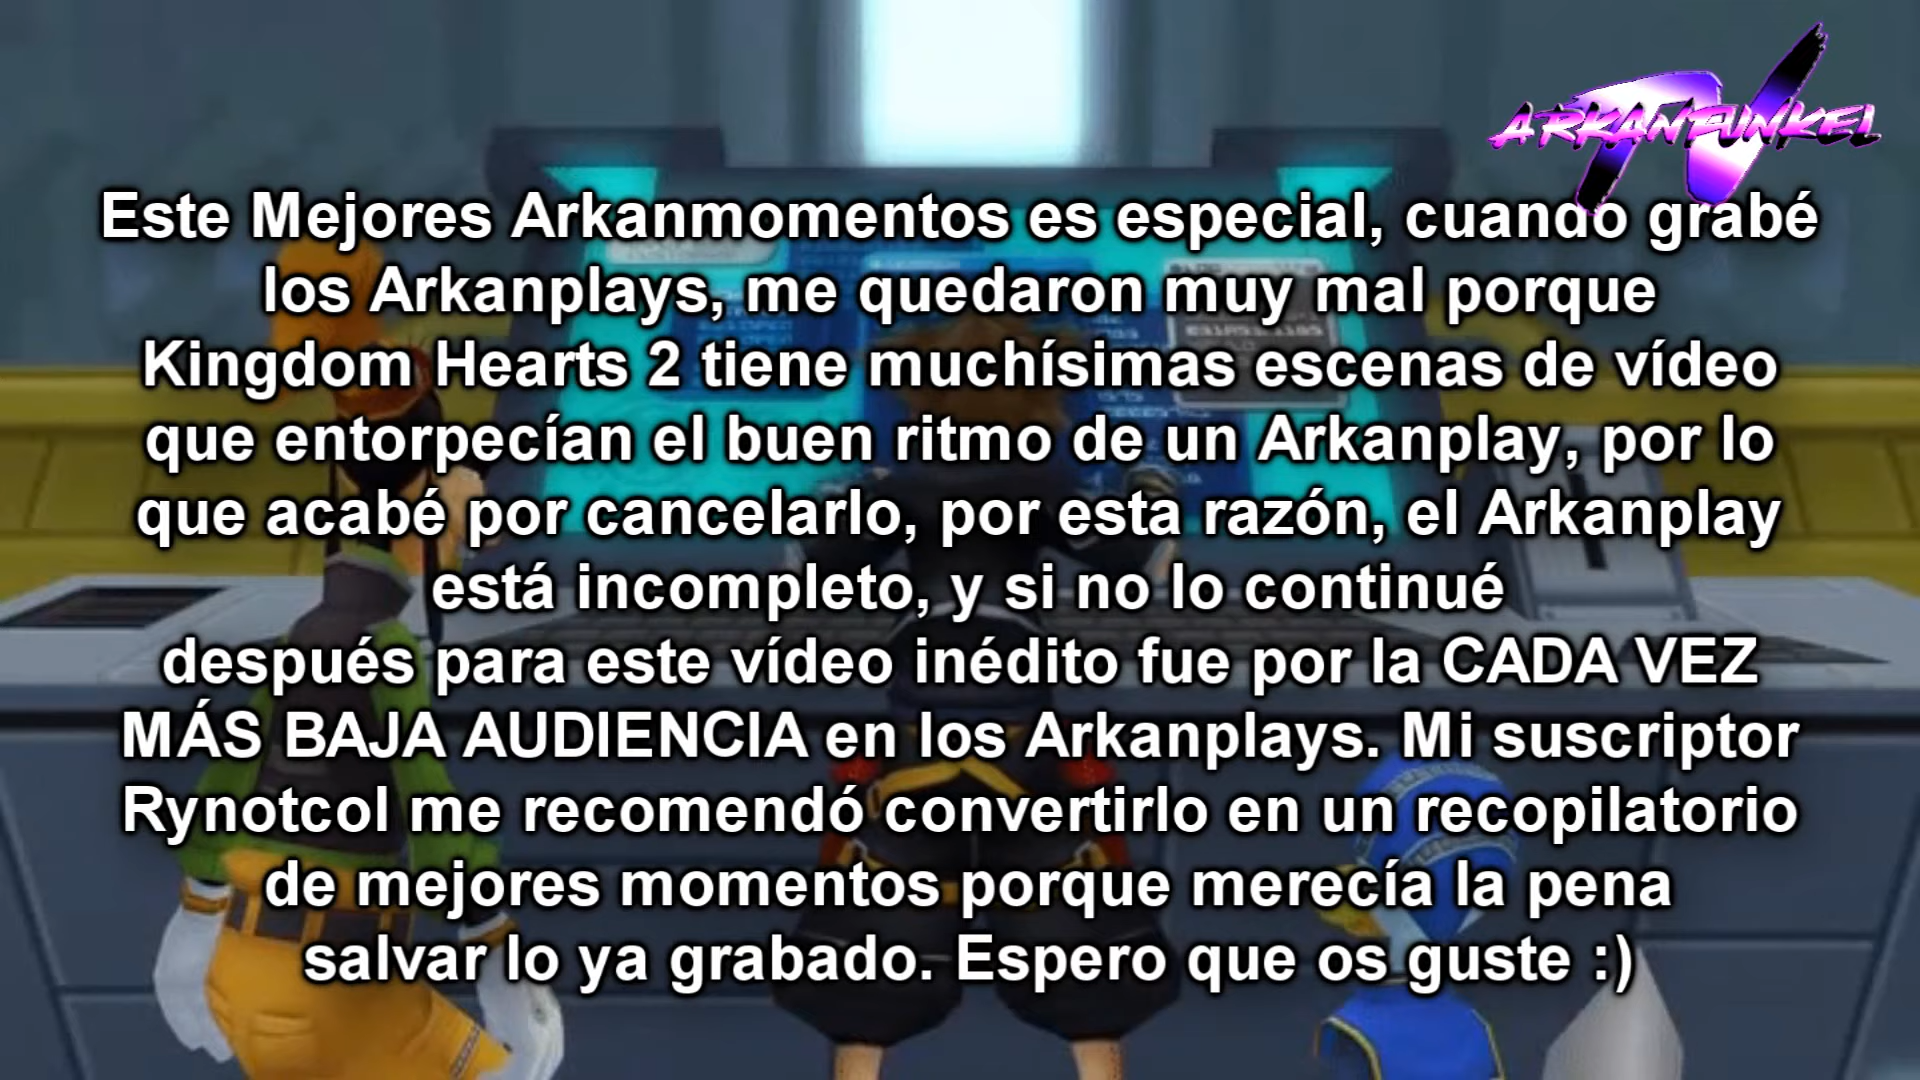 ARKANFUNKEL
TV
Este Mejores Arkanmomentos es especial, cuando grabé
los Arkanplays, me quedaron muy mal porque
Kingdom Hearts 2 tiene muchísimas escenas de vídeo
que entorpecían el buen ritmo de un Arkanplay, por lo
que acabé por cancelarlo, por esta razón, el Arkanplay
está incompleto, y si no lo continué
después para este vídeo inédito fue por la CADA VEZ
MÁS BAJA AUDIENCIA en los Arkanplays. Mi suscriptor
Rynotcol me recomendó convertirlo en un recopilatorio
de mejores momentos porque merecía la pena
salvar lo ya grabado. Espero que os guste :)